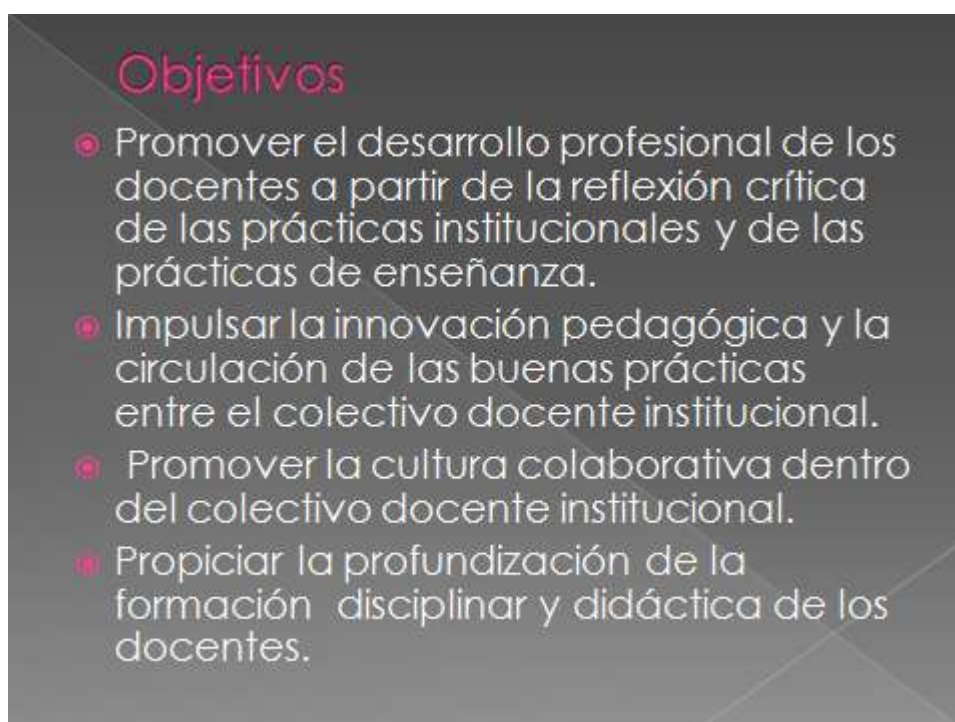 Objetivos
Promover el desarrollo profesional de los
docentes a partir de la reflexión crítica
de las prácticas institucionales y de las
prácticas de enseñanza.
Impulsar la innovación pedagógica y la
circulación de las buenas prácticas
entre el colectivo docente institucional.
Promover la cultura colaborativa dentro
del colectivo docente institucional.
Propiciar la profundización de la
formación disciplinar y didáctica de los
docentes.